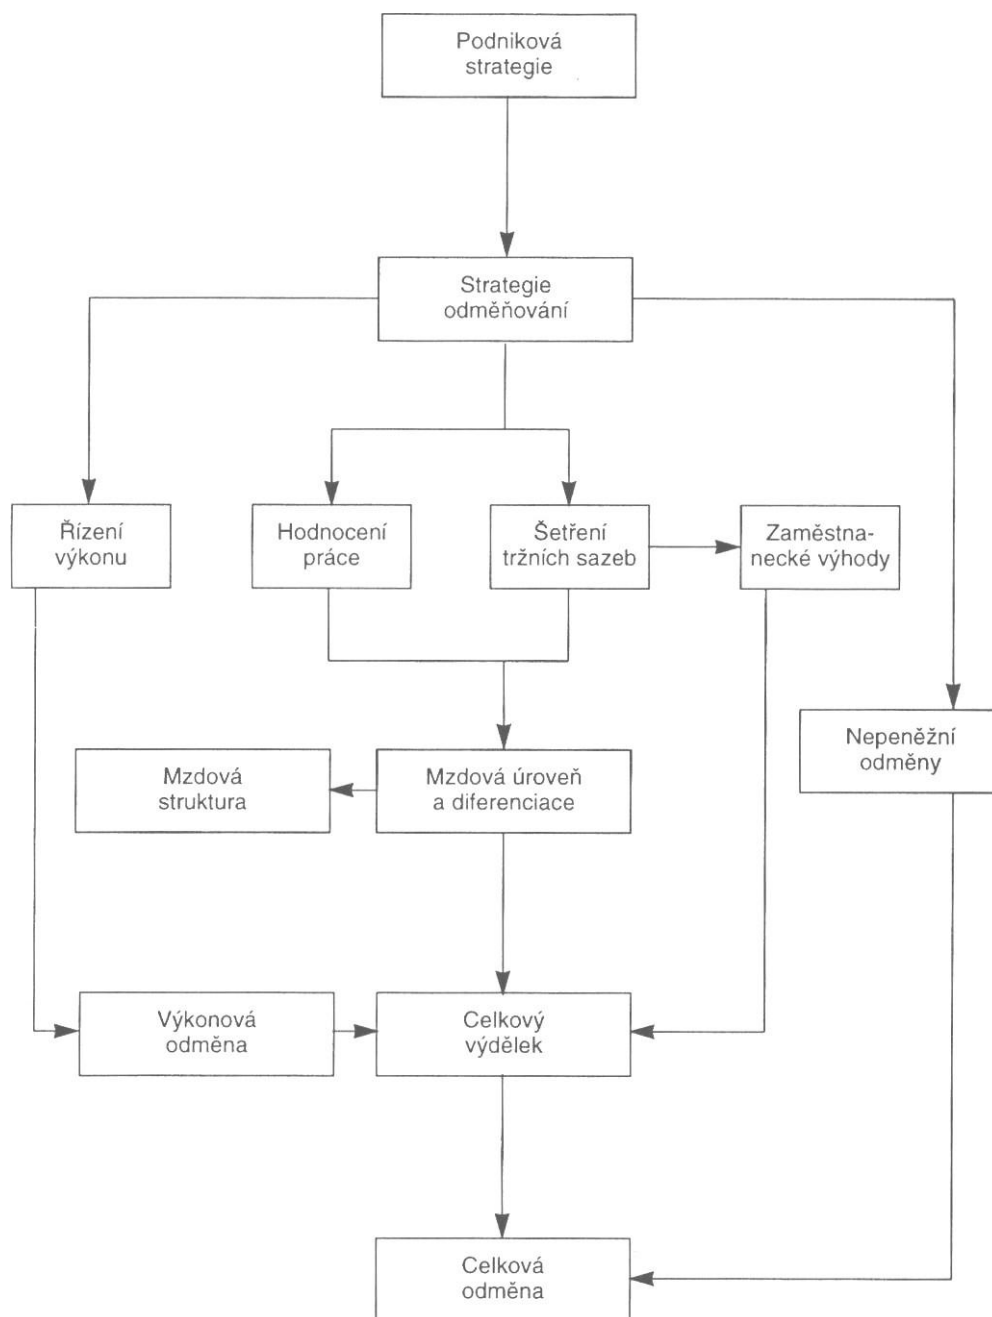 Podniková
strategie
Strategie
odměňování
Řízení
výkonu
Hodnocení
práce
Šetření
tržních sazeb
Zaměstna-
necké výhody
Nepeněžní
odměny
Mzdová
struktura
Mzdová úroveň
a diferenciace
Výkonová
odměna
Celkový
výdělek
Celková
odměna